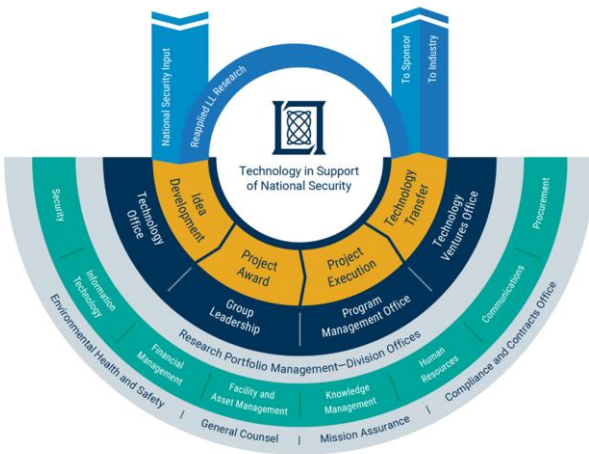 National Security Input
Reapplied LL Research
To Sponsor
To Industry
Technology in Support
of National Security
Idea
Development
Project
Award
Project
Execution
Technology
Transfer
Technology
Office
Group
Leadership
Program
Management Office
Technology
Ventures Office
Research Portfolio Management—Division Offices
Security
Information
Technology
Financial
Management
Facility and
Asset Management
Knowledge
Management
Human
Resources
Communications
Procurement
Environmental Health and Safety | General Counsel | Mission Assurance | Compliance and Contracts Office